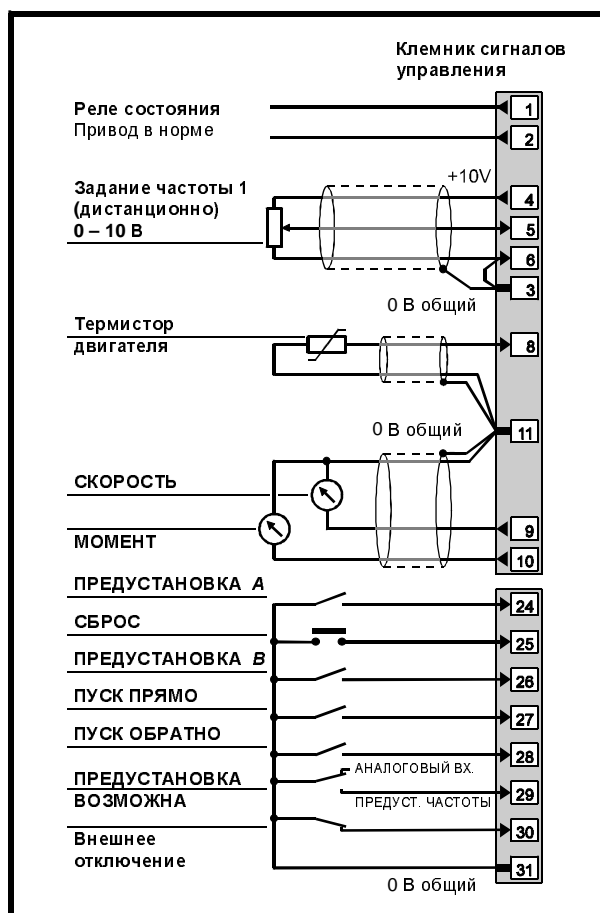 Клемник сигналов
управления
Реле состояния
Привод в норме
1
2
+10V
Задание частоты 1
(дистанционно)
0 – 10 В
4
5
6
3
0 В общий
Термистор
двигателя
8
0 В общий
11
СКОРОСТЬ
МОМЕНТ
9
10
ПРЕДУСТАНОВКА А
24
СБРОС
25
ПРЕДУСТАНОВКА В
26
ПУСК ПРЯМО
27
ПУСК ОБРАТНО
28
АНАЛОГОВЫЙ ВХ.
ПРЕДУСТАНОВКА
ВОЗМОЖНА
29
ПРЕДУСТ. ЧАСТОТЫ
30
Внешнее
отключение
31
0 В общий